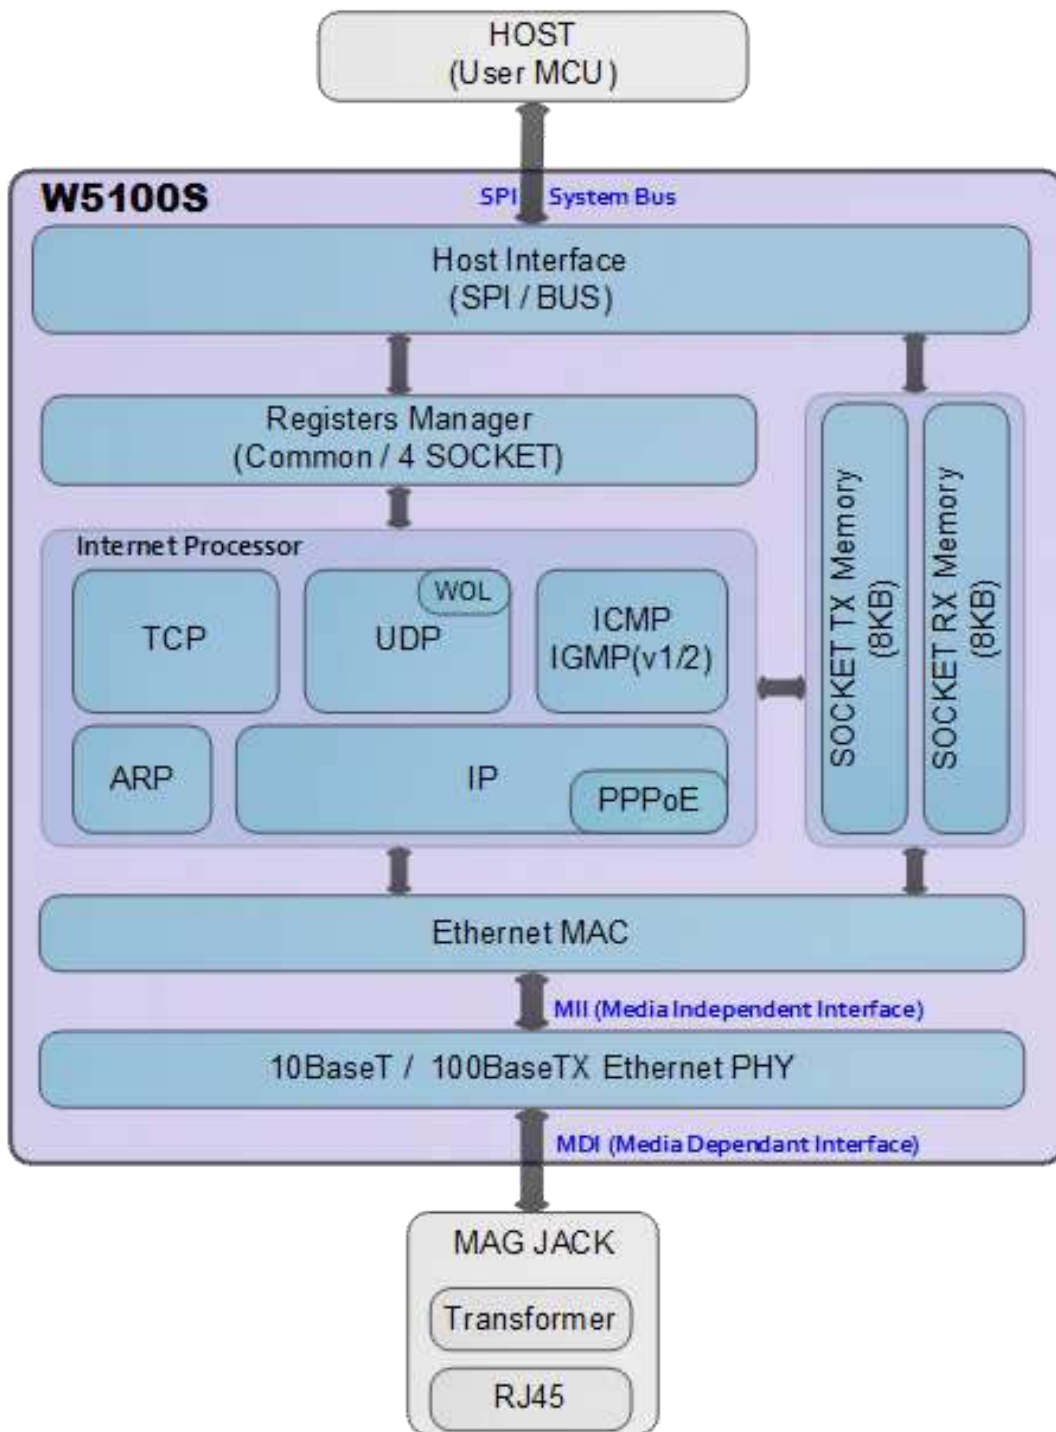 HOST
(User MCU)
W5100S
SPI System Bus
Host Interface
(SPI / BUS)
Registers Manager
(Common / 4 SOCKET)
Internet Processor
TCP
UDP
WOL
ICMP
IGMP(v1/2)
ARP
IP
PPPoE
SOCKET TX Memory
(8KB)
SOCKET RX Memory
(8KB)
Ethernet MAC
MII (Media Independent Interface)
10BaseT / 100BaseTX Ethernet PHY
MDI (Media Dependant Interface)
MAG JACK
Transformer
RJ45